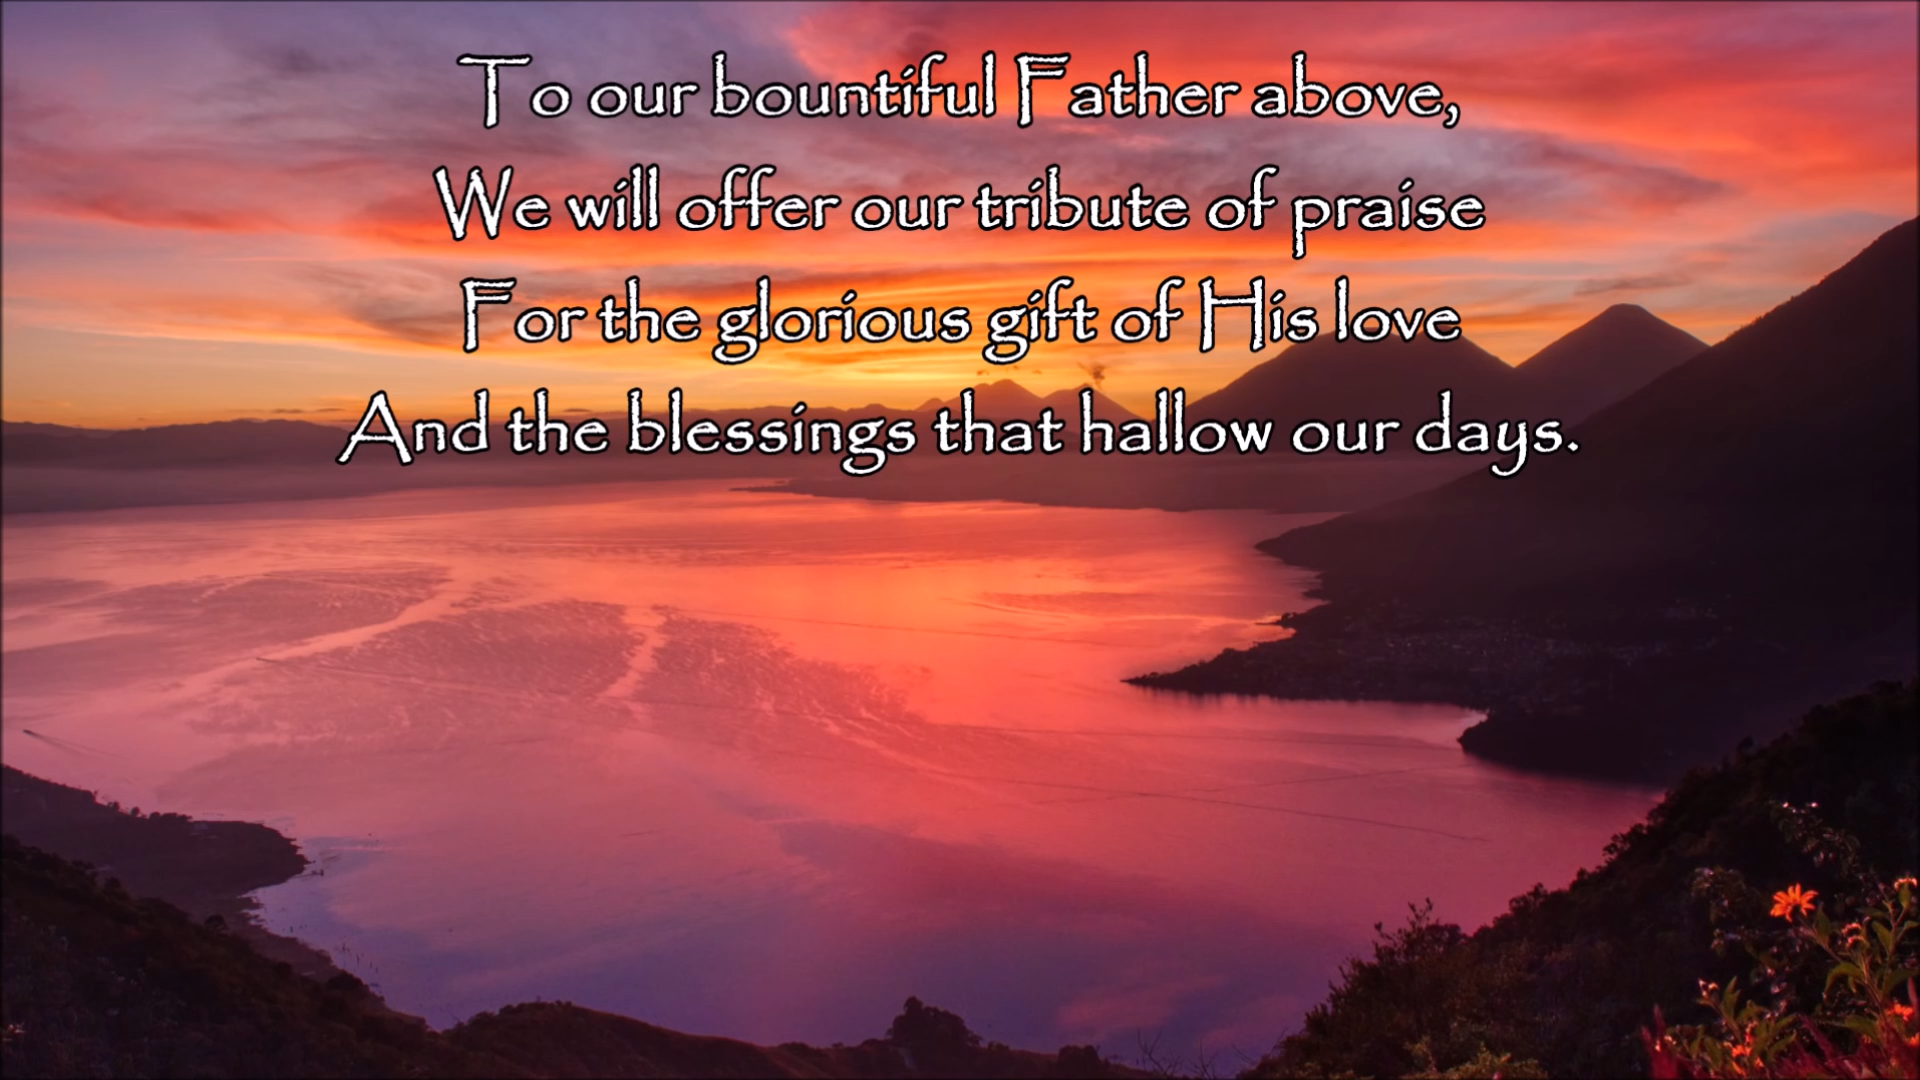 To our bountiful Father above,
We will offer our tribute of praise
For the glorious gift of His love
And the blessings that hallow our days.